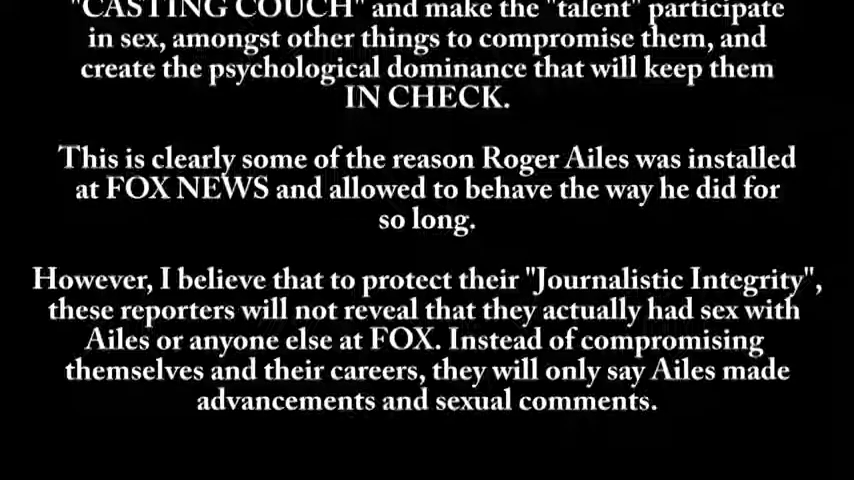 "CASTING COUCH" and make the "talent" participate
in sex, amongst other things to compromise them, and
create the psychological dominance that will keep them
IN CHECK.
This is clearly some of the reason Roger Ailes was installed
at FOX NEWS and allowed to behave the way he did for
so long.
However, I believe that to protect their "Journalistic Integrity",
these reporters will not reveal that they actually had sex with
Ailes or anyone else at FOX. Instead of compromising
themselves and their careers, they will only say Ailes made
advancements and sexual comments.